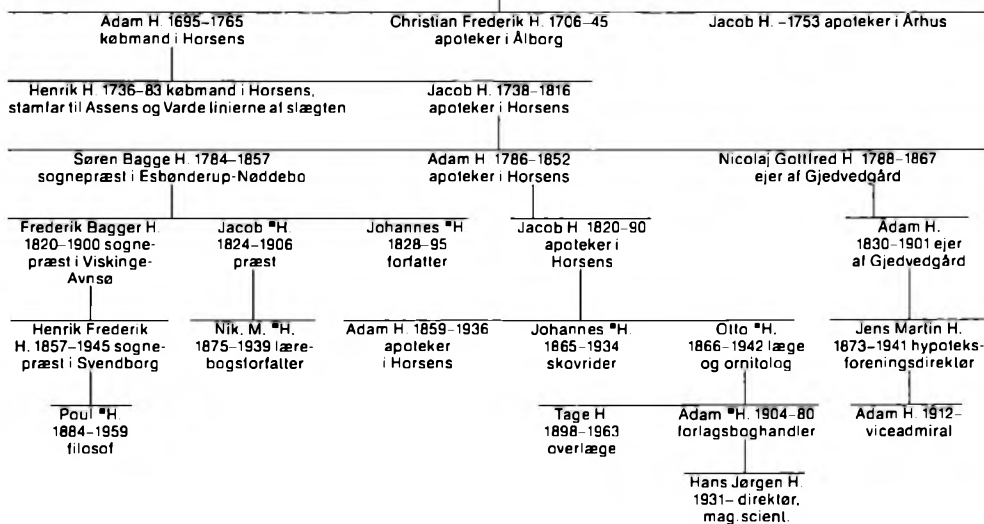 Adam H. 1695–1765
købmand i Horsens
Christian Frederik H. 1706–45
apoteker i Ålborg
Jacob H. –1753 apoteker i Århus
Henrik H. 1736–83 købmand i Horsens,
stamfar til Assens og Varde linierne af slægten
Jacob H. 1738–1816
apoteker i Horsens
Søren Bagge H. 1784–1857
sognepræst i Esbønderup-Nøddebo
Adam H. 1786–1852
apoteker i Horsens
Nicolaj Gottfred H. 1788–1867
ejer af Gjedvedgård
Frederik Bagger H.
1820–1900 sogne-
præst i Viskinge-
Avnsø
Jacob *H.
1824–1906
præst
Johannes *H
1828–95
forfatter
Jacob H. 1820–90
apoteker i
Horsens
Adam H.
1830–1901 ejer
af Gjedvedgård
Henrik Frederik
H. 1857–1945 sogne-
præst i Svendborg
Nik. M. *H.
1875–1939 lære-
bogsforfatter
Adam H. 1859–1936
apoteker
i Horsens
Johannes *H.
1865–1934
skovrider
Otto *H.
1866–1942 læge
og ornitolog
Jens Martin H.
1873–1941 hypoteks-
foreningsdirektør
Poul *H.
1884–1959
filosof
Tage H
1898–1963
overlæge
Adam *H. 1904–80
forlagsboghandler
Adam H. 1912–
viceadmiral
Hans Jørgen H.
1931– direktør,
mag.scient.